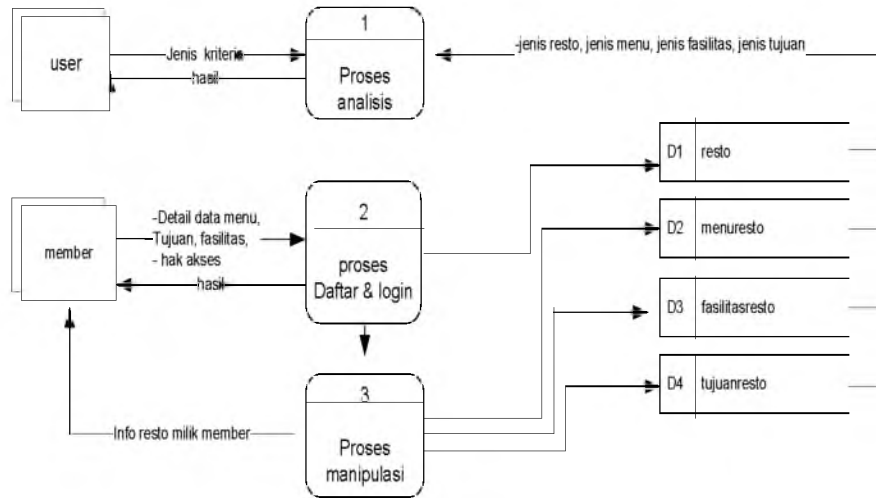 user
Jenis kriteria
hasil
1
Proses
analisis
-jenis resto, jenis menu, jenis fasilitas, jenis tujuan
member
-Detail data menu,
Tujuan, fasilitas,
- hak akses
hasil
2
proses
Daftar & login
D1 resto
D2 menuresto
D3 fasilitasresto
D4 tujuanresto
Info resto milik member
3
Proses
manipulasi